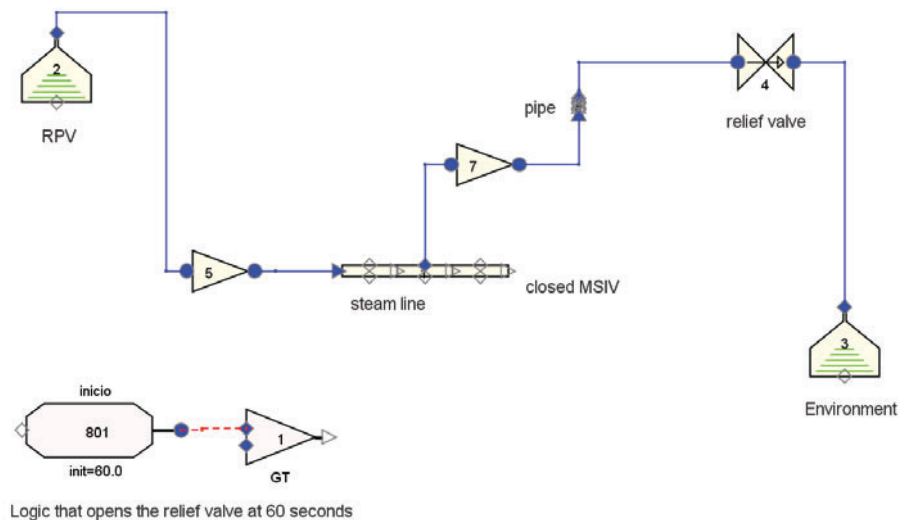 2
RPV
pipe
4
relief valve
7
5
steam line
closed MSIV
3
Environment
inicio
801
init=60.0
1
GT
Logic that opens the relief valve at 60 seconds